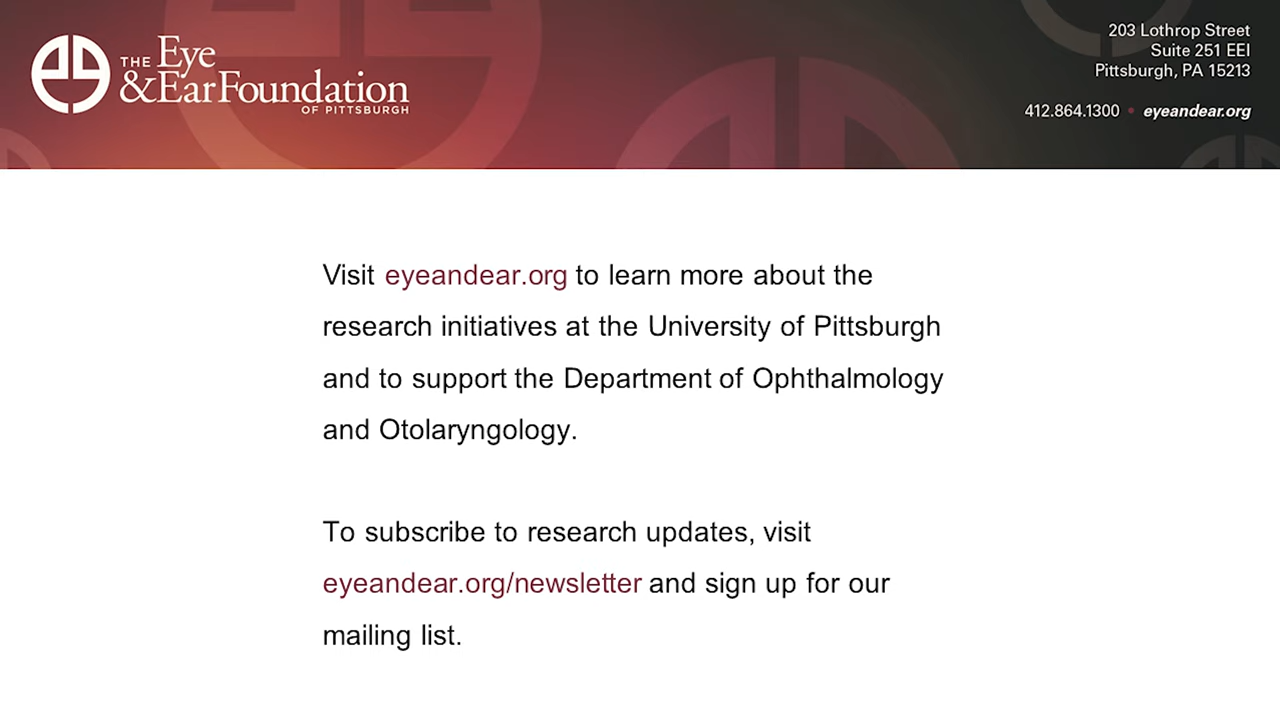 THE Eye
&Ear Foundation
OF PITTSBURGH
203 Lothrop Street
Suite 251 EEI
Pittsburgh, PA 15213
412.864.1300 • eyeandear.org
Visit eyeandear.org to learn more about the
research initiatives at the University of Pittsburgh
and to support the Department of Ophthalmology
and Otolaryngology.
To subscribe to research updates, visit
eyeandear.org/newsletter and sign up for our
mailing list.